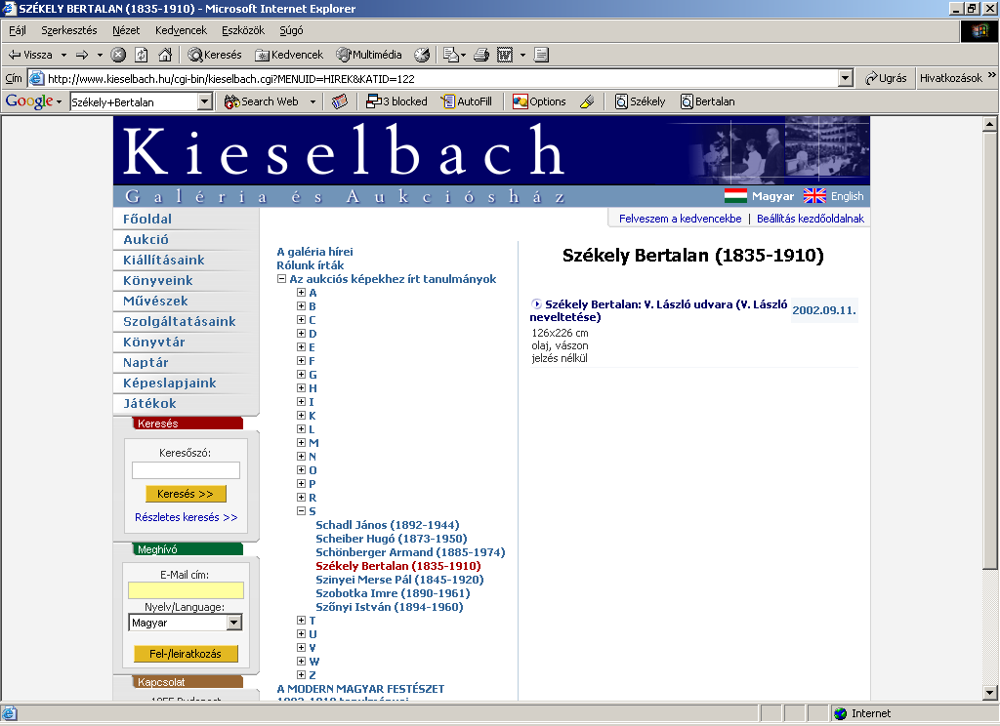 SZÉKELY BERTALAN (1835-1910) - Microsoft Internet Explorer
Fájl Szerkesztés Nézet Kedvencek Eszközök Súgó
Vissza Keresés Kedvencek Multimédia
Cím http://www.kieselbach.hu/cgi-bin/kieselbach.cgi?MENUID=HIREK&KATID=122 Ugrás Hivatkozások »
Google Székely+Bertalan Search Web 3 blocked AutoFill Options Székely Bertalan
Kieselbach
Galéria és Aukciósház
Magyar English
Felveszem a kedvencekbe | Beállítás kezdőoldalnak
Főoldal
Aukció
Kiállításaink
Könyveink
Művészek
Szolgáltatásaink
Könyvtár
Naptár
Képeslapjaink
Játékok
Keresés
Keresőszó:
Keresés >>
Részletes keresés >>
Meghívó
E-Mail cím:
Nyelv/Language:
Magyar
Fel-/leiratkozás
Kapcsolat
A galéria hírei
Rólunk írták
Az aukciós képekhez írt tanulmányok
A
B
C
D
E
F
G
H
I
K
L
M
N
O
P
R
S
Schadl János (1892-1944)
Scheiber Hugó (1873-1950)
Schönberger Armand (1885-1974)
Székely Bertalan (1835-1910)
Szinyei Merse Pál (1845-1920)
Szobotka Imre (1890-1961)
Szőnyi István (1894-1960)
T
U
V
W
Z
A MODERN MAGYAR FESTÉSZET
Székely Bertalan (1835-1910)
Székely Bertalan: V. László udvara (V. László
neveltetése)
2002.09.11.
126x226 cm
olaj, vászon
jelzés nélkül
Internet